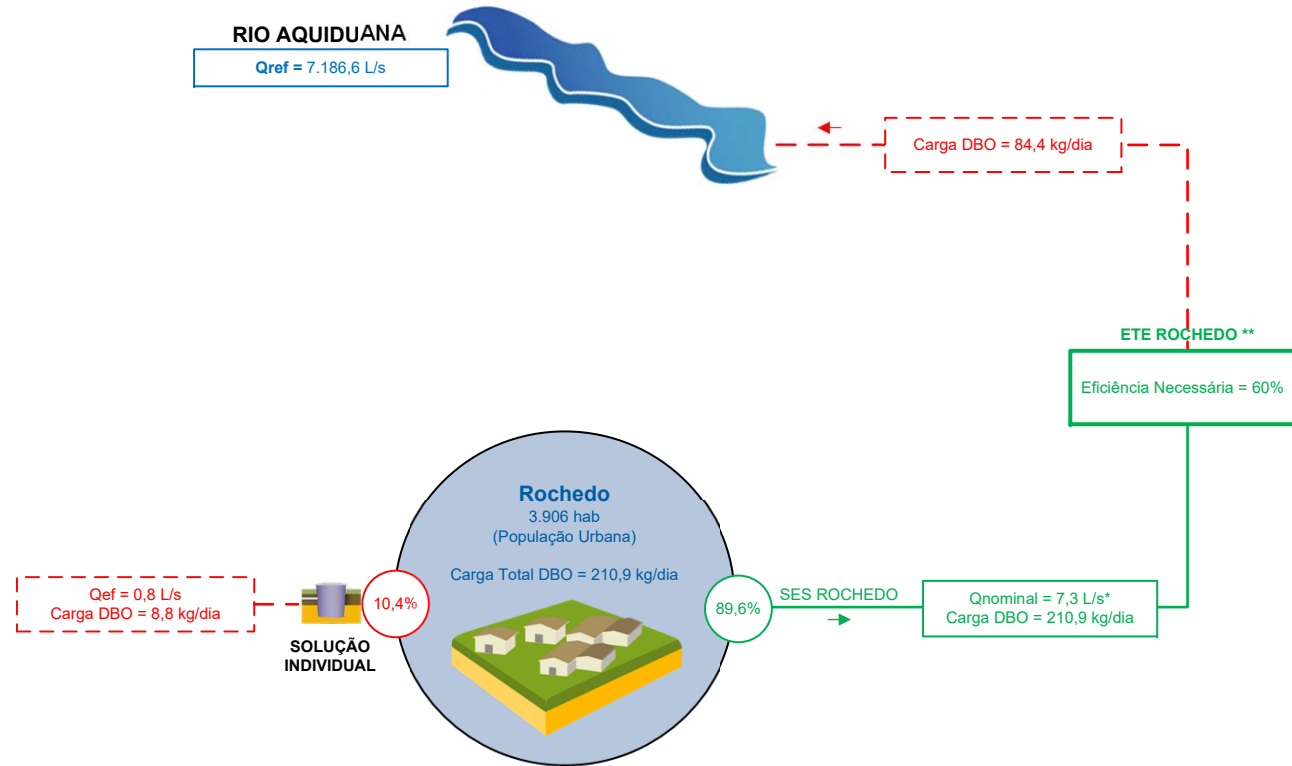 RIO AQUIDUANA
Qref = 7.186,6 L/s
Carga DBO = 84,4 kg/dia
ETE ROCHEDO **
Eficiência Necessária = 60%
Rochedo
3.906 hab
(População Urbana)
Carga Total DBO = 210,9 kg/dia
Qef = 0,8 L/s
Carga DBO = 8,8 kg/dia
SOLUÇÃO
INDIVIDUAL
10,4%
89,6%
SES ROCHEDO
Qnominal = 7,3 L/s*
Carga DBO = 210,9 kg/dia